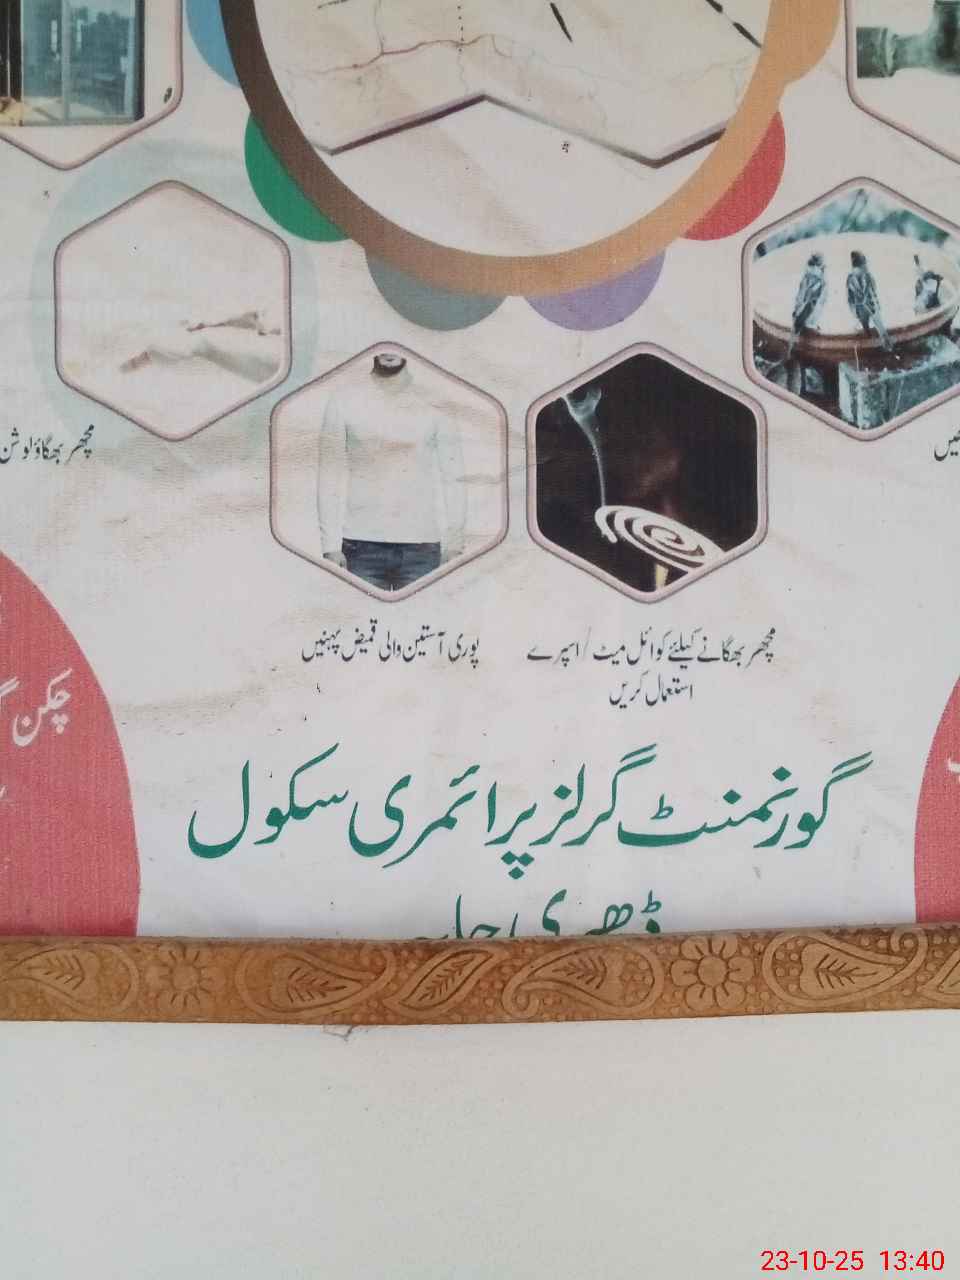 مچھر بھگاؤ لوشن
پوری آستین والی قمیض پہنیں
مچھر بھگانے کیلئے کوائل میٹ / اسپرے
استعمال کریں
چکن
گورنمنٹ گرلز پرائمری سکول
23-10-25 13:40